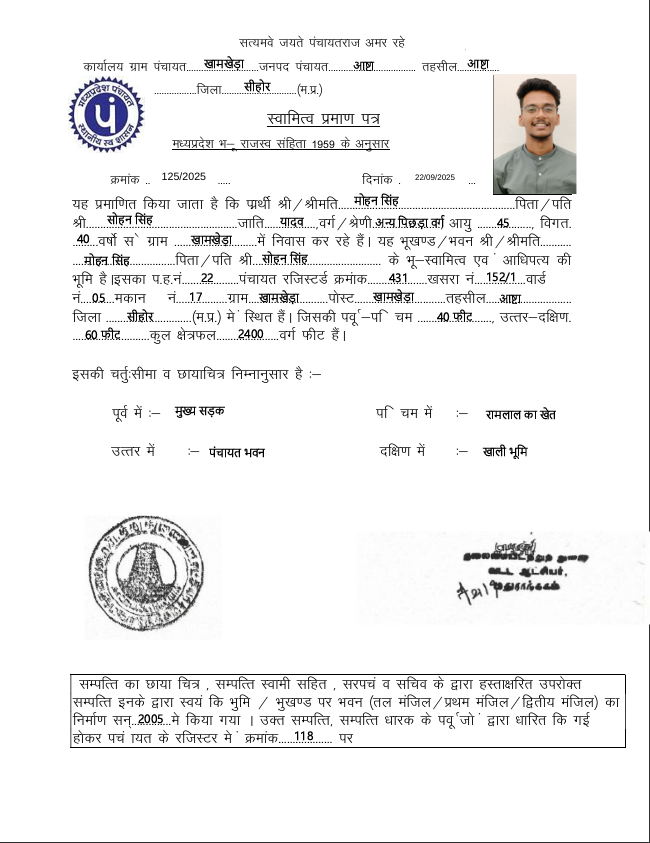 सत्यमवे जयते पंचायतराज अमर रहे
कार्यालय ग्राम पंचायत.....खामखेड़ा.....जनपद पंचायत.....आष्टा..... तहसील...आष्टा....
.................जिला.....सीहोर.....(म.प्र.)
मध्यप्रदेश पंचायत
पं
स्थानीय स्व शासन
स्वामित्व प्रमाण पत्र
मध्यप्रदेश भू–राजस्व संहिता 1959 के अनुसार
क्रमांक .. 125/2025 ..... दिनांक . 22/09/2025 ...
यह प्रमाणित किया जाता है कि प्रार्थी श्री/श्रीमति....मोहन सिंह....पिता/पति
श्री.....सोहन सिंह.....जाति ....यादव...,वर्ग/श्रेणी.अन्य पिछड़ा वर्ग आयु .....45......, विगत.
40 वर्षो से ग्राम ....खामखेड़ा......में निवास कर रहे हैं। यह भूखण्ड/भवन श्री/श्रीमति..........
...मोहन सिंह.....पिता/पति श्री..सोहन सिंह........ के भू–स्वामित्व एवं आधिपत्य की
भूमि है।इसका प.ह.नं.....22......पंचायत रजिस्टर्ड क्रमांक....431.....खसरा नं...152/1..वार्ड
नं..05..मकान नं....17.......ग्राम..खामखेड़ा.......पोस्ट....खामखेड़ा........तहसील....आष्टा.........
जिला ......सीहोर............(म.प्र.) में स्थित हैं। जिसकी पूर्व–पश्चिम .....40 फीट....., उत्तर–दक्षिण.
...60 फीट........कुल क्षेत्रफल.....2400....वर्ग फीट हैं।
इसकी चर्तुःसीमा व छायाचित्र निम्नानुसार है :–
पूर्व में :– मुख्य सड़क पश्चिम में :– रामलाल का खेत
उत्तर में :– पंचायत भवन दक्षिण में :– खाली भूमि
सम्पत्ति का छाया चित्र , सम्पत्ति स्वामी सहित , सरपचं व सचिव के द्वारा हस्ताक्षरित उपरोक्त
सम्पत्ति इनके द्वारा स्वयं कि भुमि / भुखण्ड पर भवन (तल मंजिल/प्रथम मंजिल/द्वितीय मंजिल) का
निर्माण सन्..2005..मे किया गया । उक्त सम्पत्ति, सम्पत्ति धारक के पूर्वजों द्वारा धारित कि गई
होकर पचंायत के रजिस्टर में क्रमांक.....118....... पर